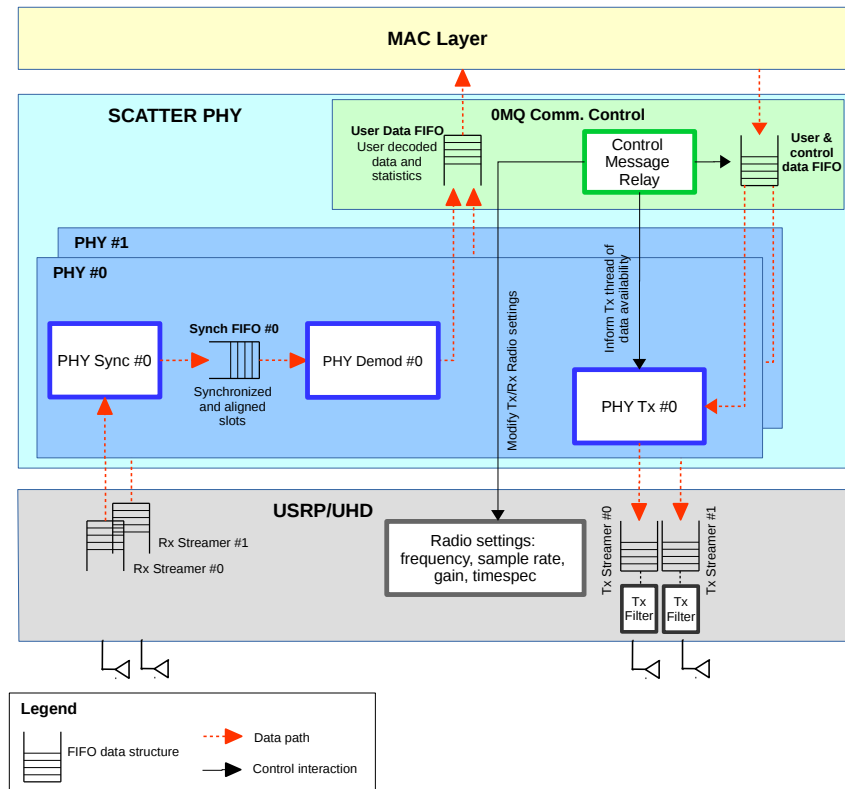 MAC Layer
SCATTER PHY
0MQ Comm. Control
User Data FIFO
User decoded
data and
statistics
Control
Message
Relay
User &
control
data FIFO
PHY #1
PHY #0
Synch FIFO #0
PHY Sync #0
PHY Demod #0
Synchronized
and aligned
slots
Modify Tx/Rx Radio settings
Inform Tx thread of
data availability
PHY Tx #0
USRP/UHD
Rx Streamer #1
Rx Streamer #0
Radio settings:
frequency, sample rate,
gain, timespec
Tx Streamer #0
Tx Streamer #1
Tx
Filter
Tx
Filter
Legend
FIFO data structure
Data path
Control interaction